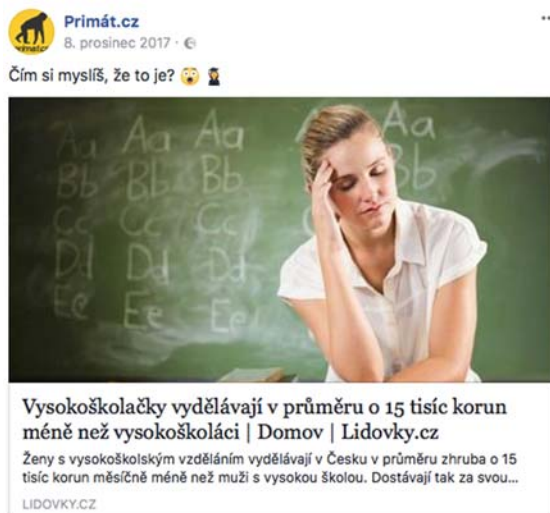 Primát.cz
8. prosinec 2017 ·
Čím si myslíš, že to je? 😲 👩‍🎓
Aa Aa Aa Aa
Bb Bb Bb b
Cc Cc Cc
Dd Dd Dd
Ee Ee Ee
Vysokoškolačky vydělávají v průměru o 15 tisíc korun
méně než vysokoškoláci | Domov | Lidovky.cz
Ženy s vysokoškolským vzděláním vydělávají v Česku v průměru zhruba o 15
tisíc korun měsíčně méně než muži s vysokou školou. Dostávají tak za svou...
LIDOVKY.CZ